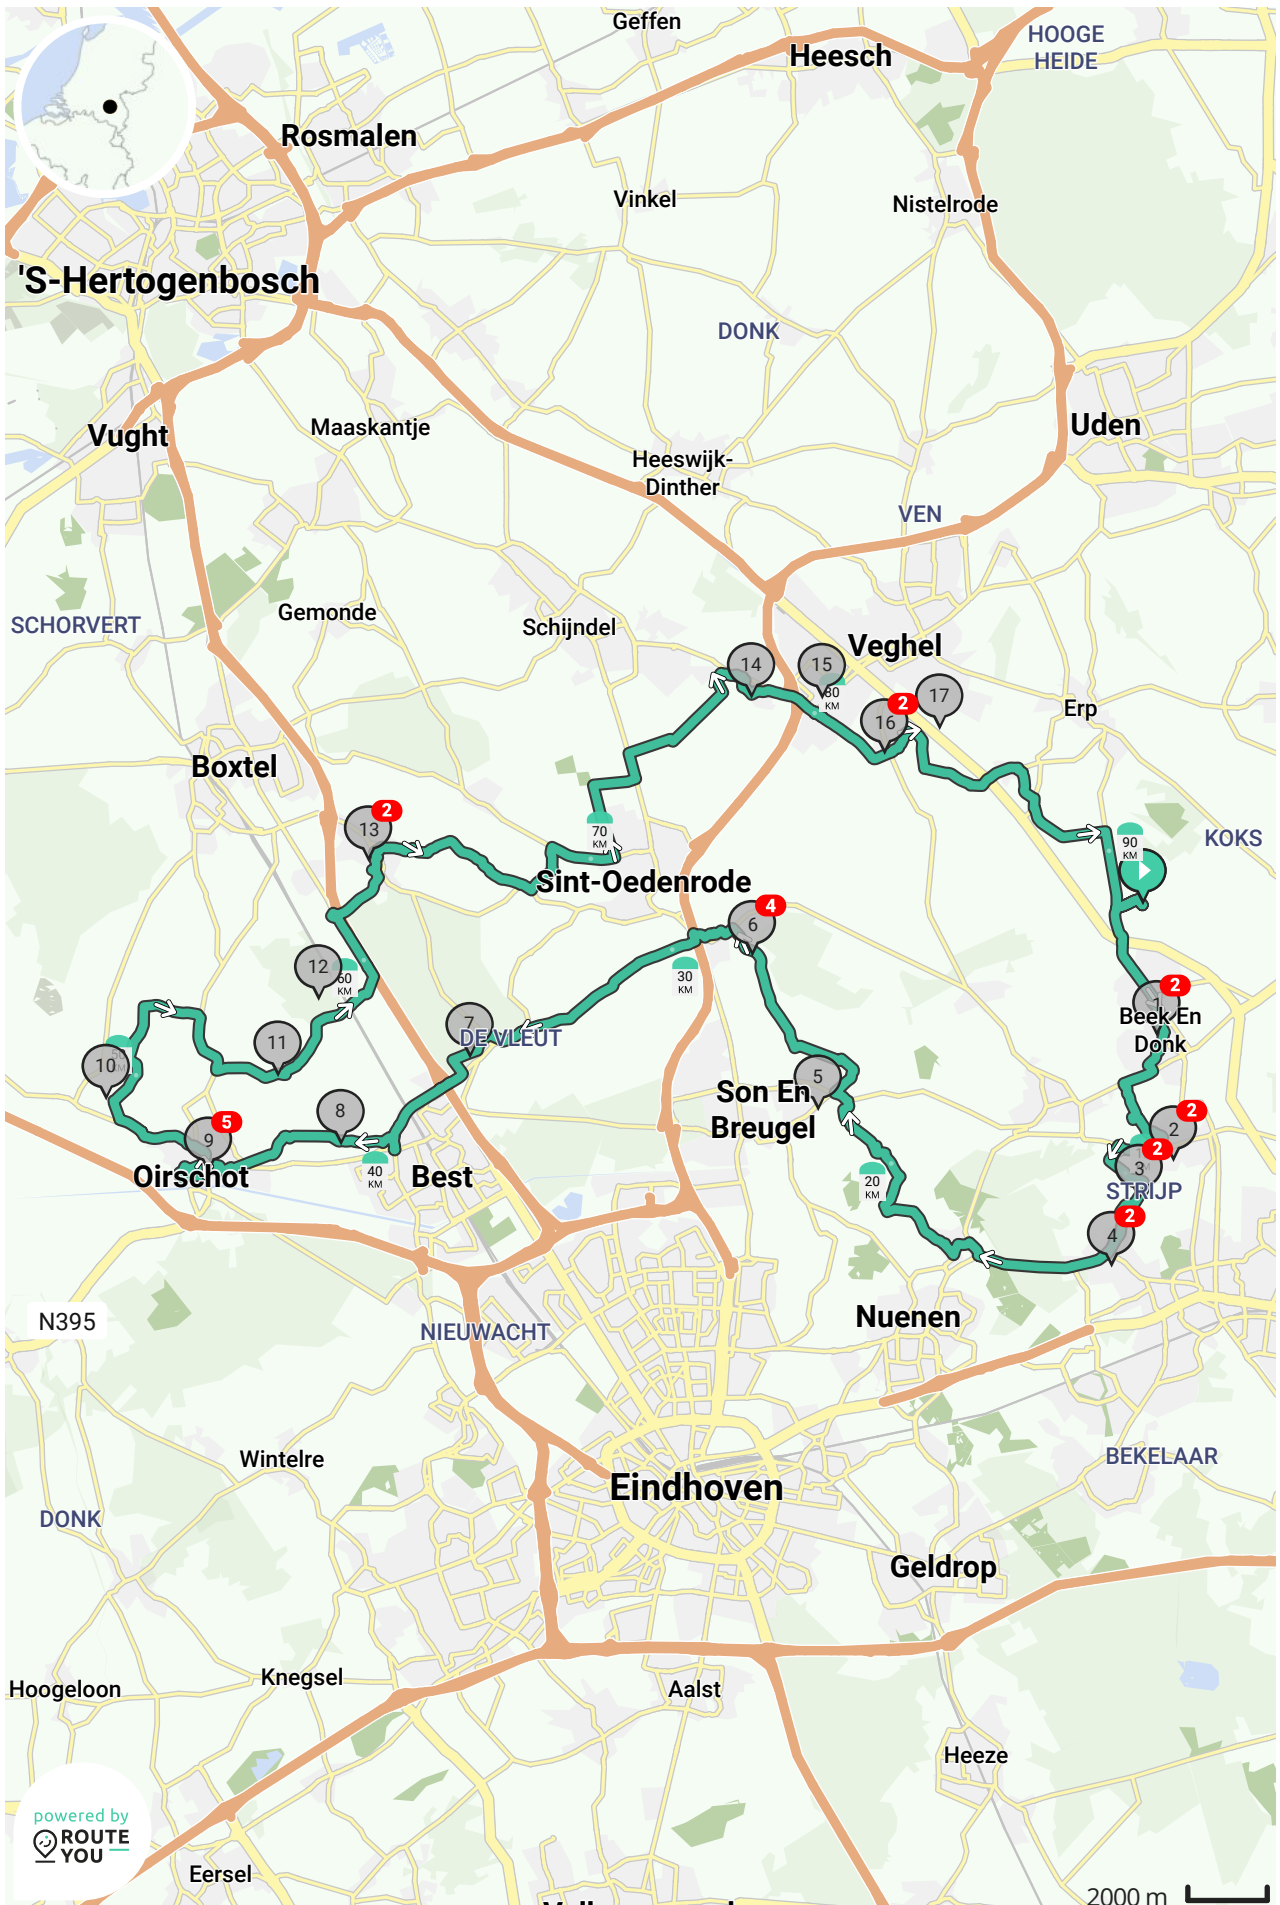 Geffen
HOOGE
HEIDE
Heesch
Rosmalen
Vinkel
Nistelrode
'S-Hertogenbosch
DONK
Uden
Maaskantje
Vught
Heeswijk-
Dinther
VEN
Gemonde
SCHORVERT
Schijndel
Veghel
14
15
80
KM
2
16
17
Erp
Boxtel
2
13
70
KM
90
KM
KOKS
Sint-Oedenrode
4
6
12
60
KM
30
KM
2
1
Beek En
Donk
7
DE VLEUT
11
10
5
Son En
Breugel
8
5
9
2
2
2
3
STRIJP
Oirschot
40
KM
Best
20
KM
2
4
N395
NIEUWACHT
Nuenen
Wintelre
BEKELAAR
Eindhoven
DONK
Geldrop
Knegsel
Hoogeloon
Aalst
Heeze
powered by
ROUTE
YOU
Eersel
2000 m